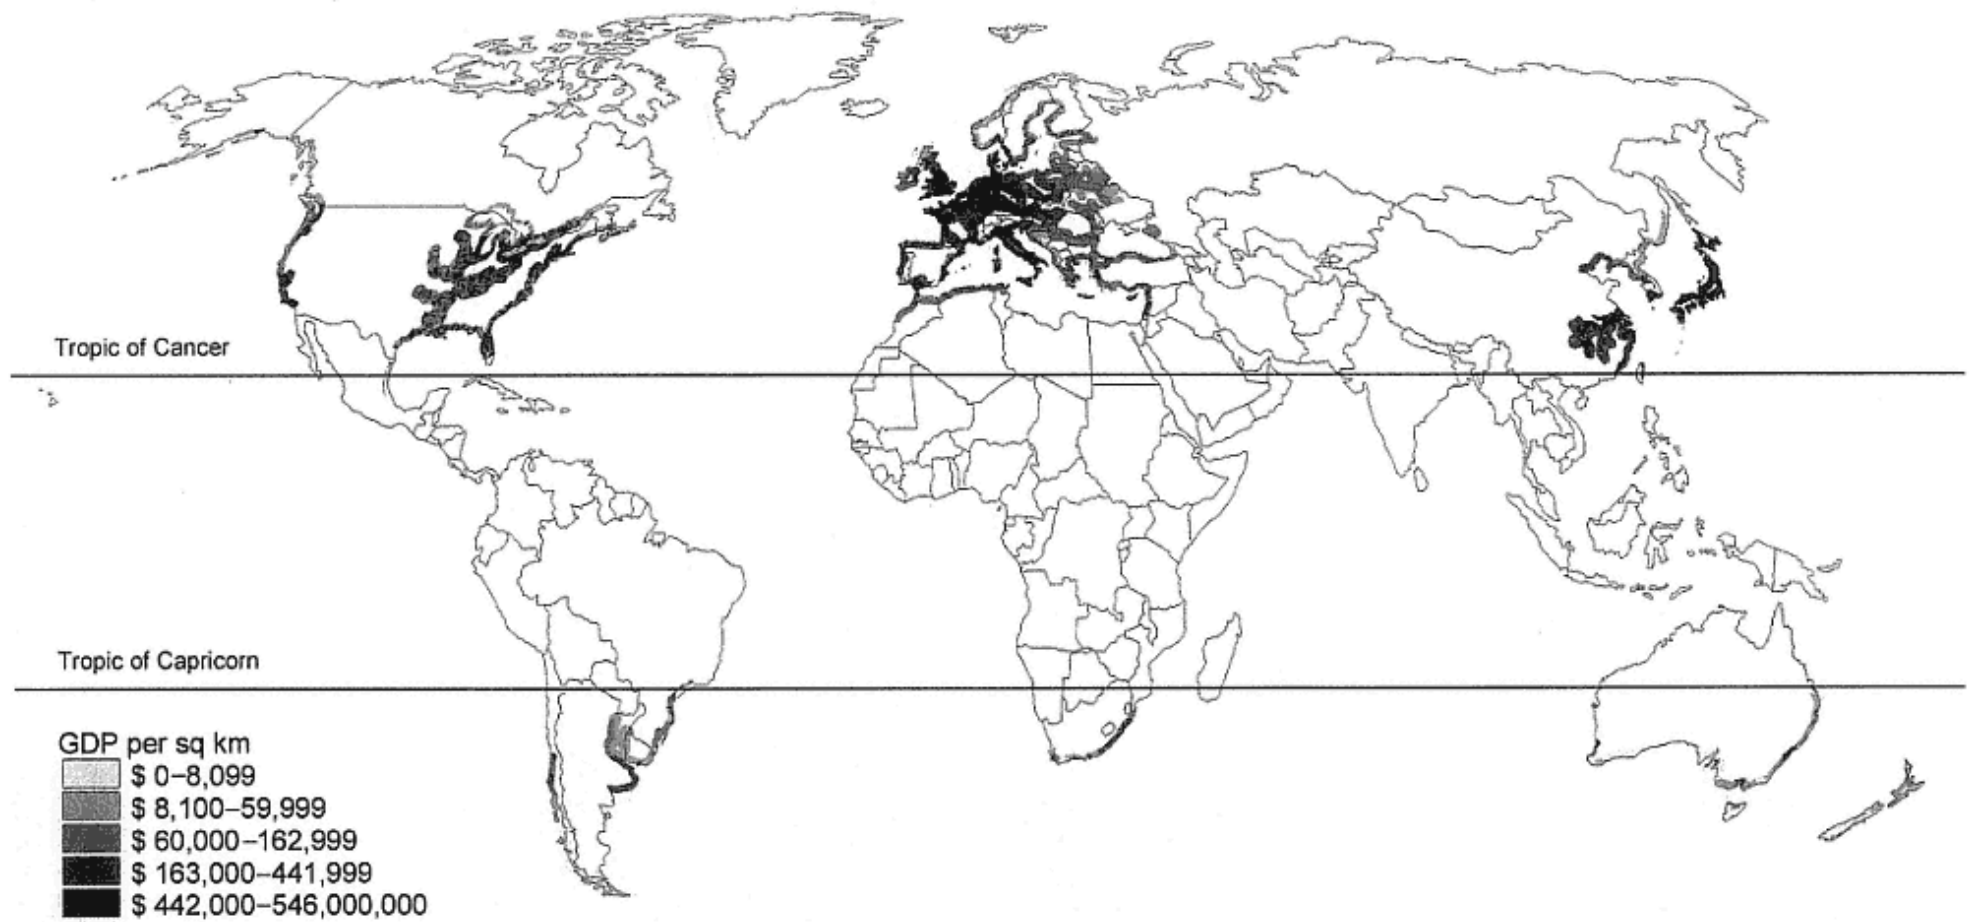 Tropic of Cancer
Tropic of Capricorn
GDP per sq km
$ 0–8,099
$ 8,100–59,999
$ 60,000–162,999
$ 163,000–441,999
$ 442,000–546,000,000